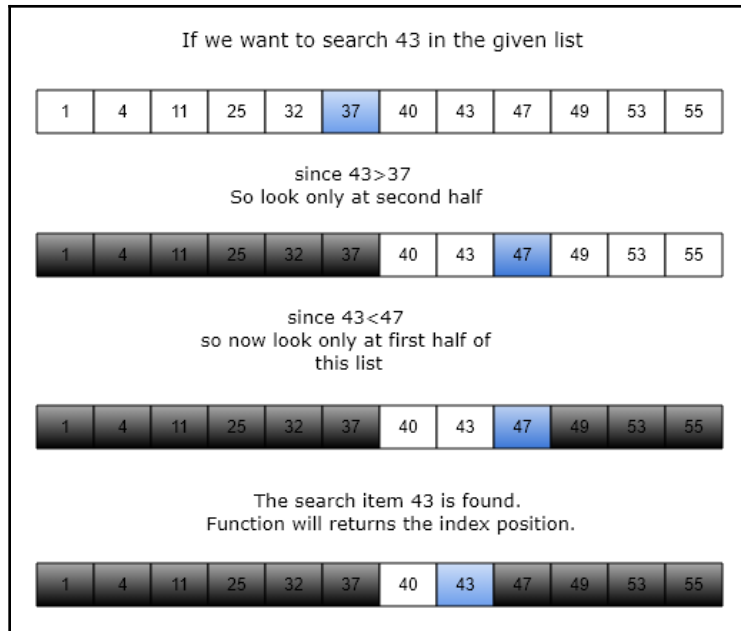 If we want to search 43 in the given list
1 4 11 25 32 37 40 43 47 49 53 55
since 43>37
So look only at second half
1 4 11 25 32 37 40 43 47 49 53 55
since 43<47
so now look only at first half of
this list
1 4 11 25 32 37 40 43 47 49 53 55
The search item 43 is found.
Function will returns the index position.
1 4 11 25 32 37 40 43 47 49 53 55